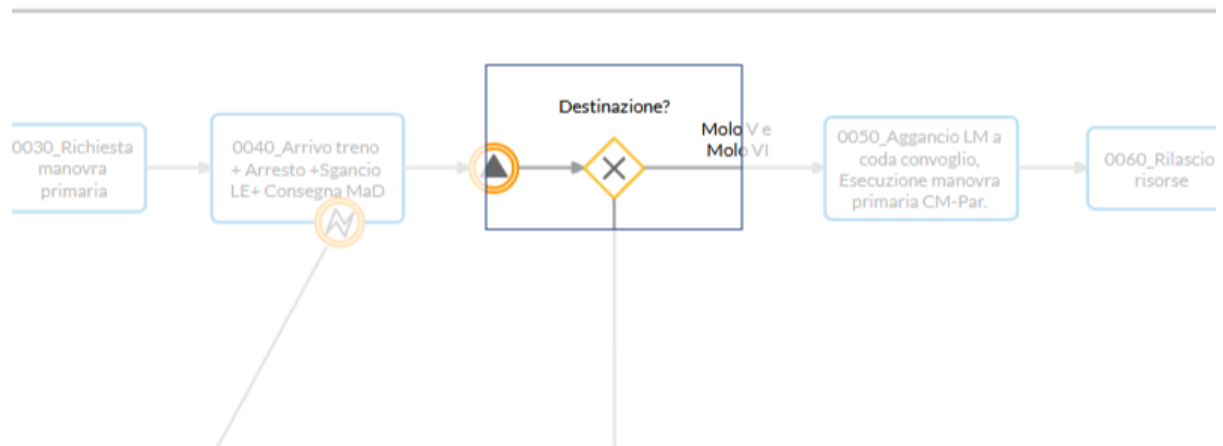 Destinazione?
Molo V e
Molo VI
0030_Richiesta
manovra
primaria
0040_Arrivo treno
+ Arresto +Sgancio
LE+ Consegna MaD
0050_Aggancio LM a
coda convoglio,
Esecuzione manovra
primaria CM-Par.
0060_Rilascio
risorse